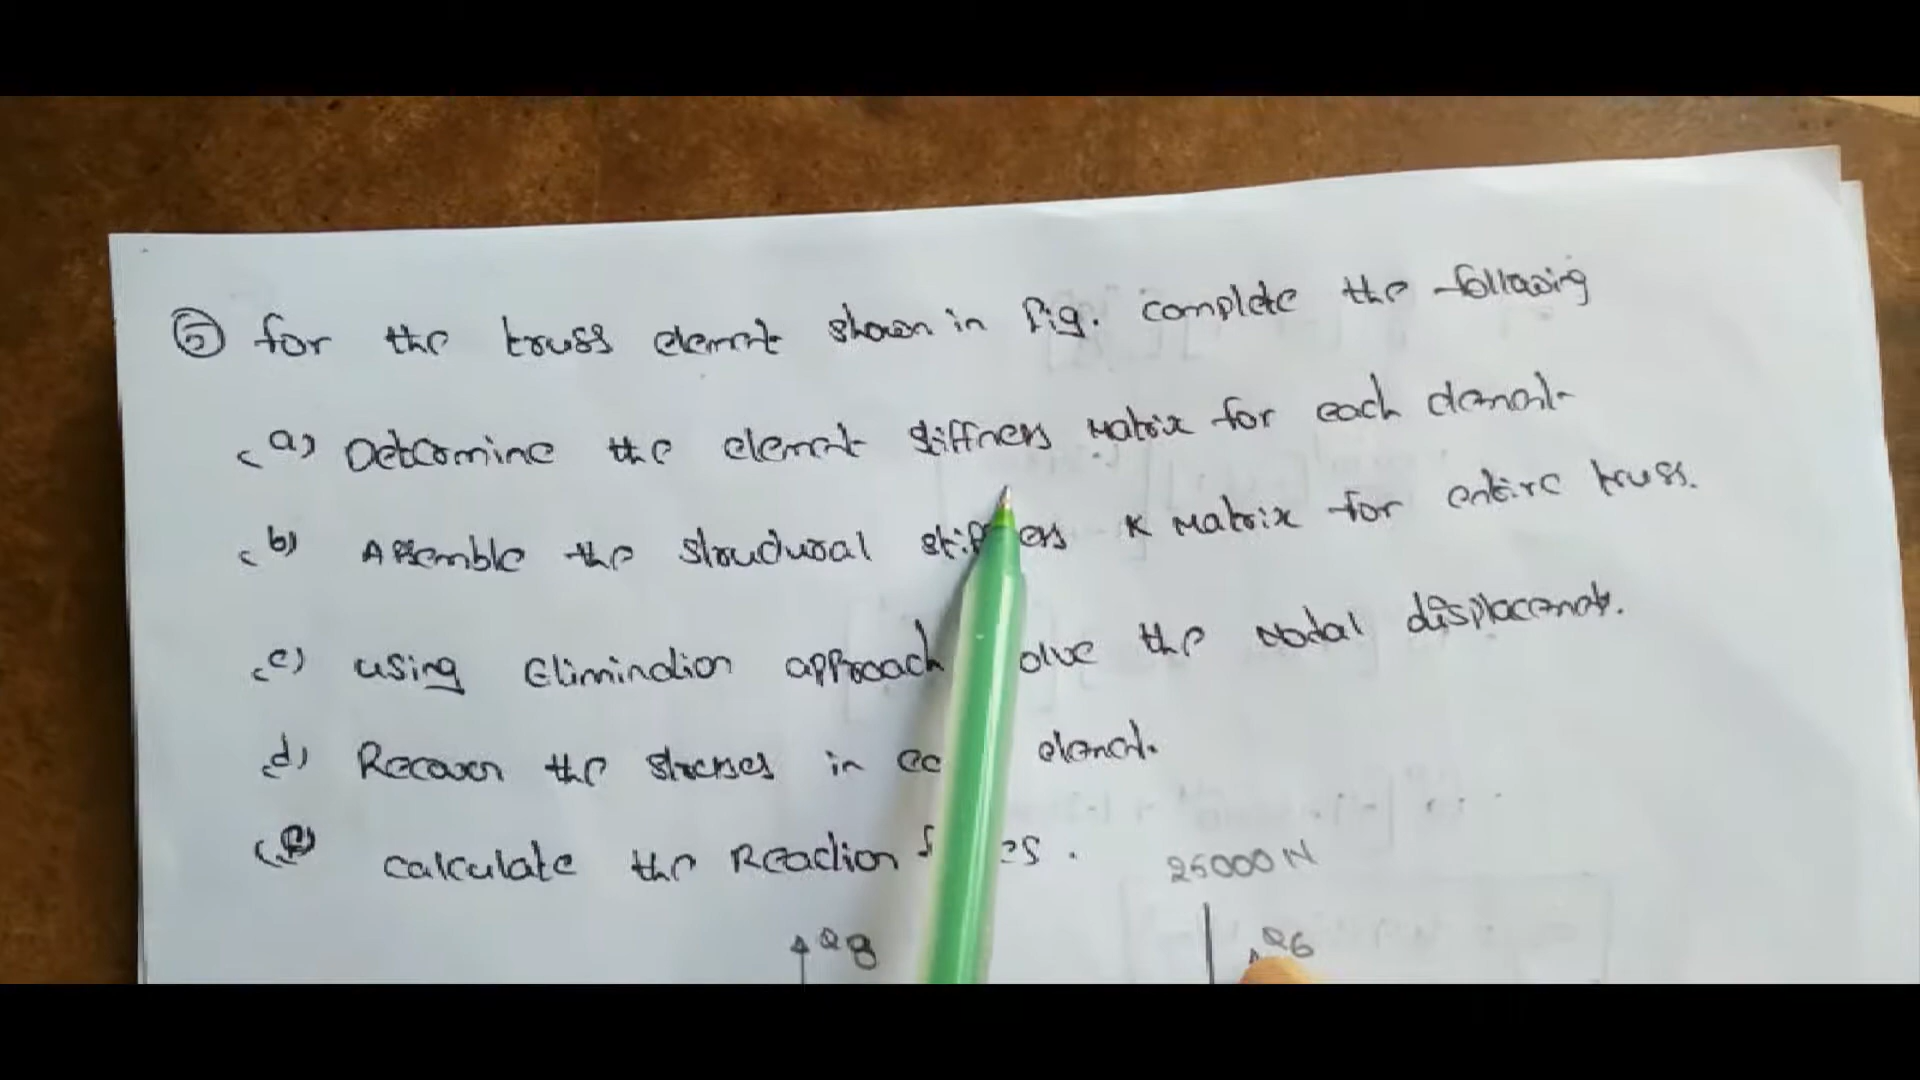 ⑤ for the truss element shown in fig. complete the following
(a) Determine the element stiffness Matrix for each element
(b) Assemble the structural stiffness K Matrix for entire truss.
(c) using Elimination approach solve the Nodal displacement.
(d) Recover the stresses in each element.
(e) calculate the Reaction forces.
25000 N
Q8
Q6